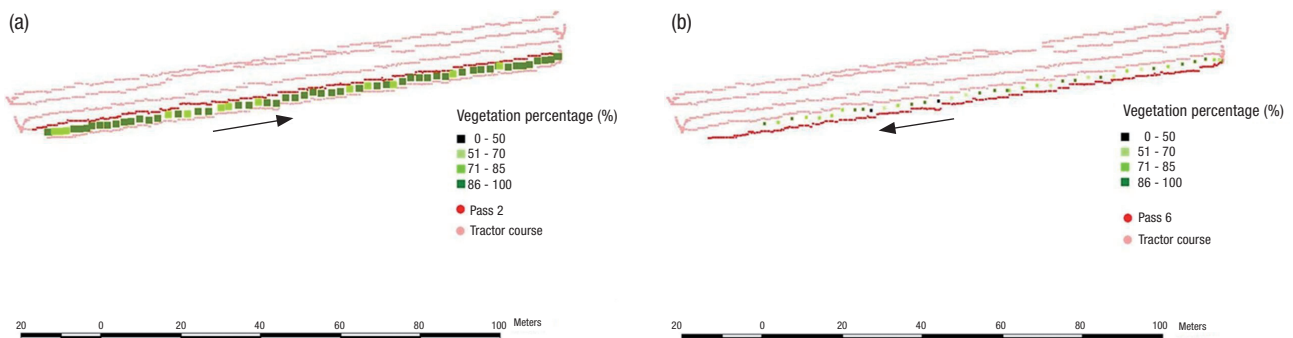 (a)
Vegetation percentage (%)
0 - 50
51 - 70
71 - 85
86 - 100
Pass 2
Tractor course
20 0 20 40 60 80 100 Meters
(b)
Vegetation percentage (%)
0 - 50
51 - 70
71 - 85
86 - 100
Pass 6
Tractor course
20 0 20 40 60 80 100 Meters